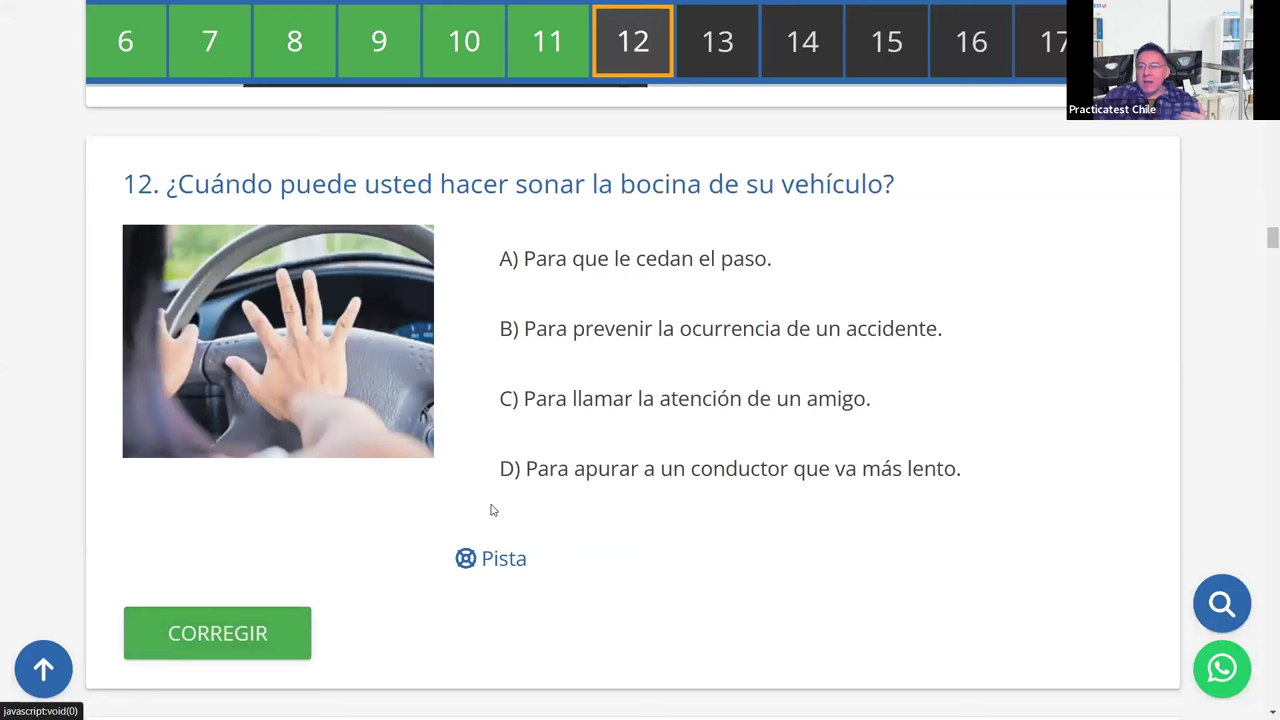 6 7 8 9 10 11 12 13 14 15 16 17
Practicatest Chile
12. ¿Cuándo puede usted hacer sonar la bocina de su vehículo?
A) Para que le cedan el paso.
B) Para prevenir la ocurrencia de un accidente.
C) Para llamar la atención de un amigo.
D) Para apurar a un conductor que va más lento.
Pista
CORREGIR
javascript:void(0)